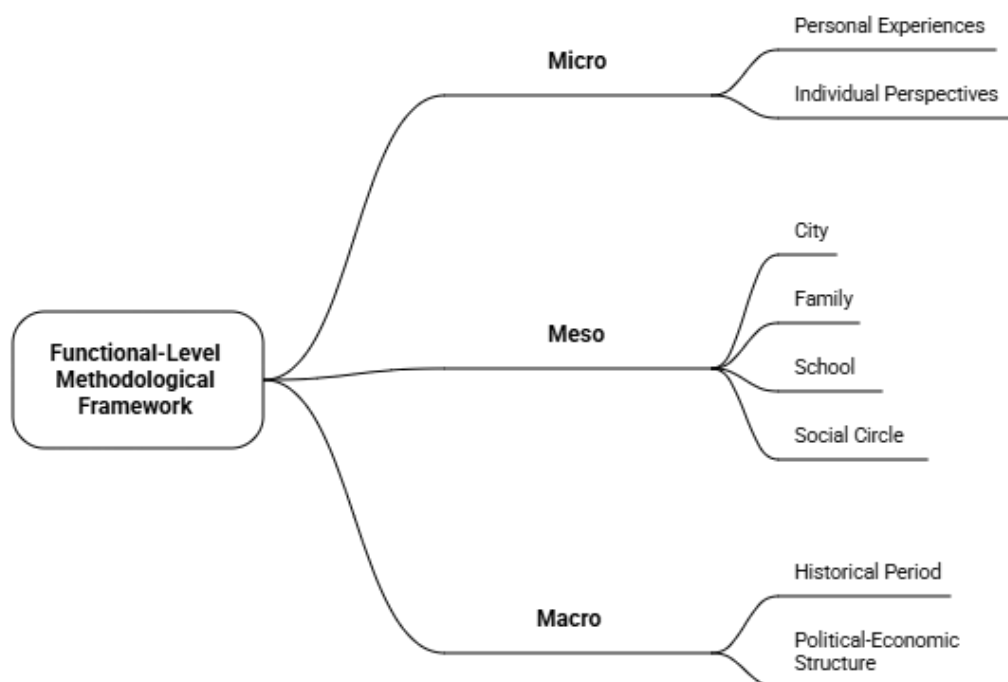 Personal Experiences
Micro
Individual Perspectives
City
Family
Meso
School
Functional-Level
Methodological
Framework
Social Circle
Historical Period
Macro
Political-Economic
Structure